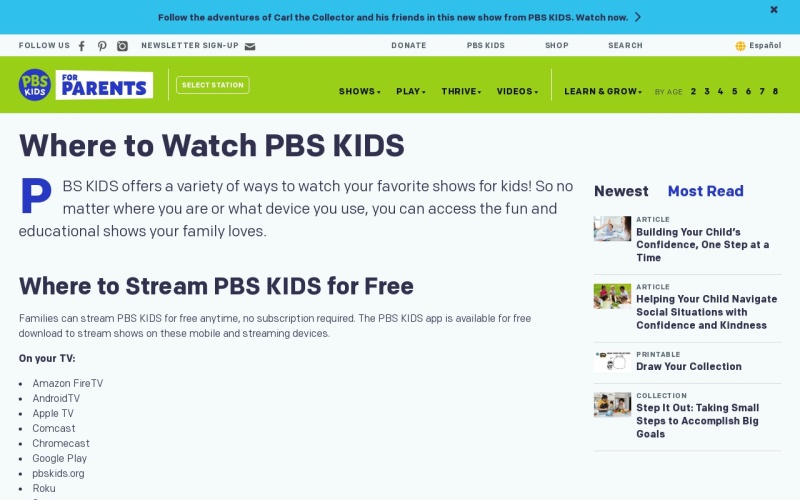 Follow the adventures of Carl the Collector and his friends in this new show from PBS KIDS. Watch now.
FOLLOW US
NEWSLETTER SIGN-UP
DONATE
PBS KIDS
SHOP
SEARCH
Español
PBS KIDS
FOR PARENTS
SELECT STATION
SHOWS
PLAY
THRIVE
VIDEOS
LEARN & GROW
BY AGE 2 3 4 5 6 7 8
Where to Watch PBS KIDS
PBS KIDS offers a variety of ways to watch your favorite shows for kids! So no
matter where you are or what device you use, you can access the fun and
educational shows your family loves.
Where to Stream PBS KIDS for Free
Families can stream PBS KIDS for free anytime, no subscription required. The PBS KIDS app is available for free
download to stream shows on these mobile and streaming devices.
On your TV:
Amazon FireTV
AndroidTV
Apple TV
Comcast
Chromecast
Google Play
pbskids.org
Roku
Newest Most Read
ARTICLE
Building Your Child's
Confidence, One Step at a
Time
ARTICLE
Helping Your Child Navigate
Social Situations with
Confidence and Kindness
PRINTABLE
Draw Your Collection
COLLECTION
Step It Out: Taking Small
Steps to Accomplish Big
Goals